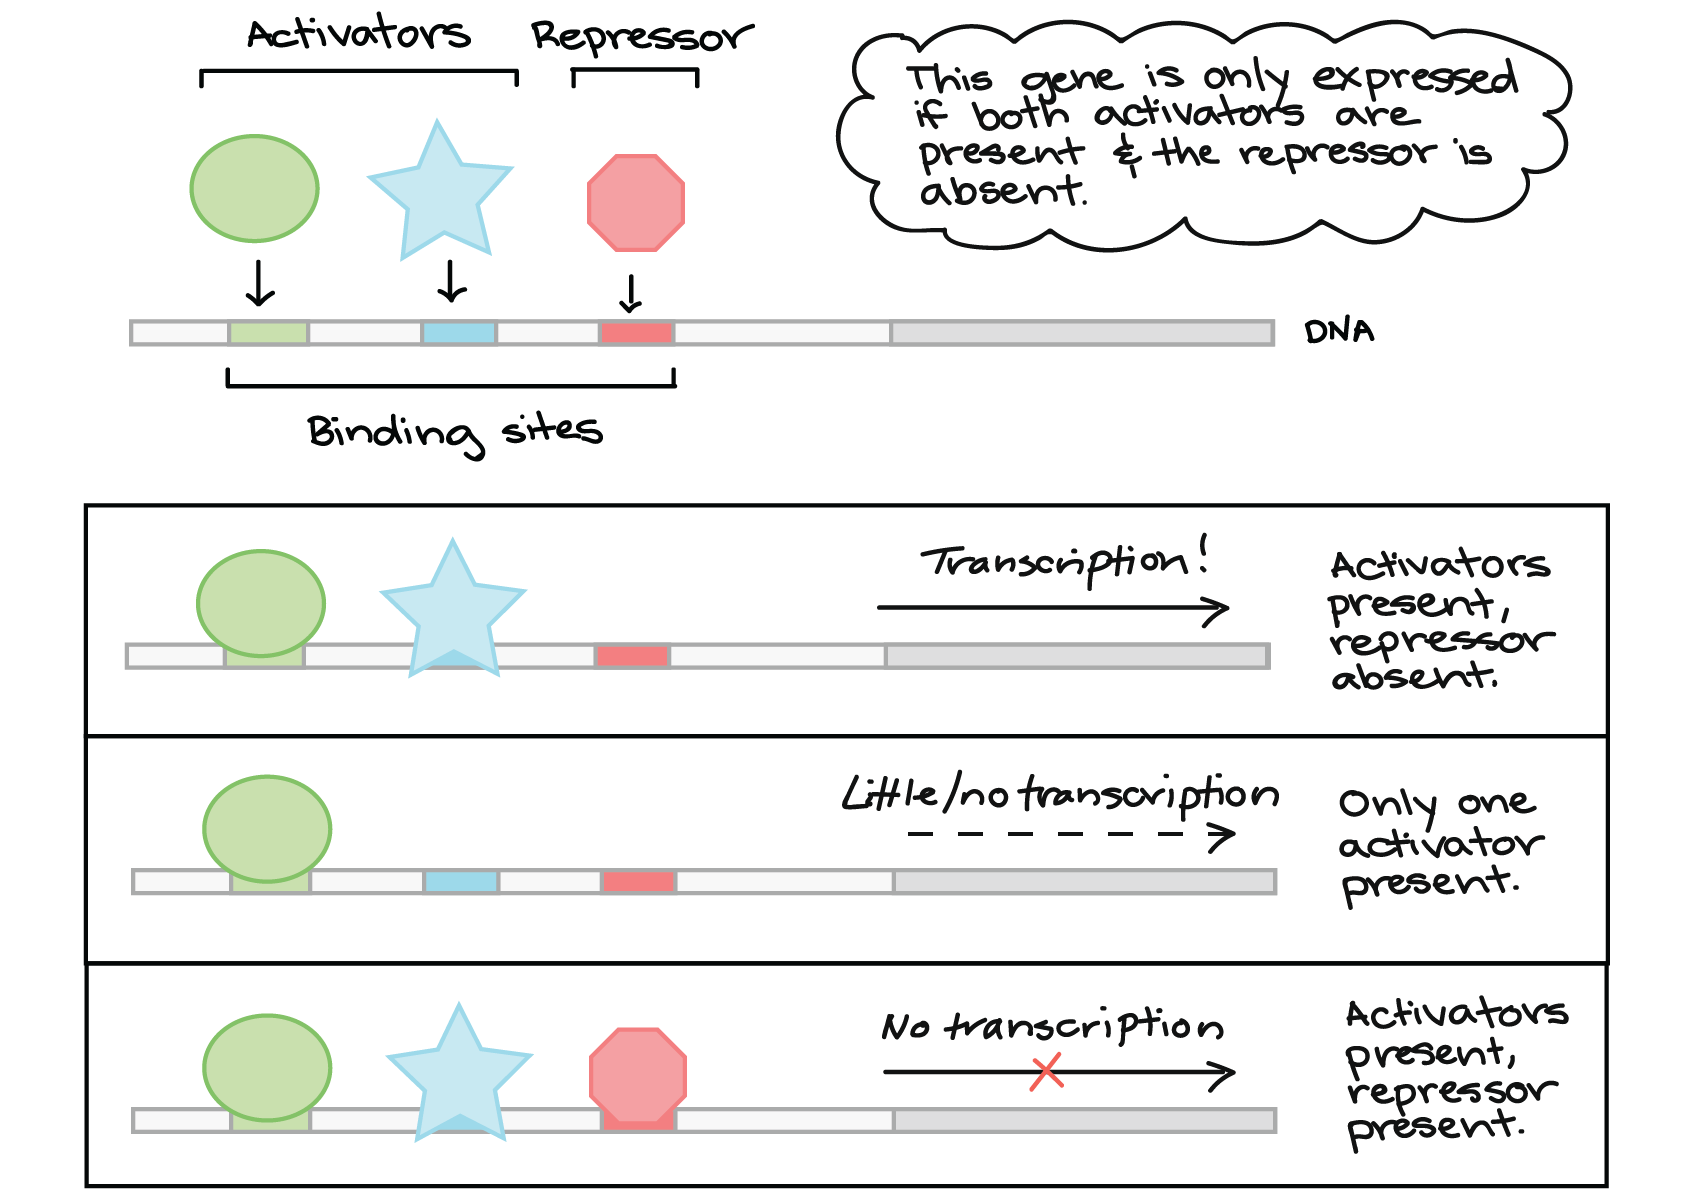 Activators
Repressor
This gene is only expressed
if both activators are
present & the repressor is
absent.
DNA
Binding sites
Transcription!
Activators
present,
repressor
absent.
Little/no transcription
Only one
activator
present.
No transcription
Activators
present,
repressor
present.